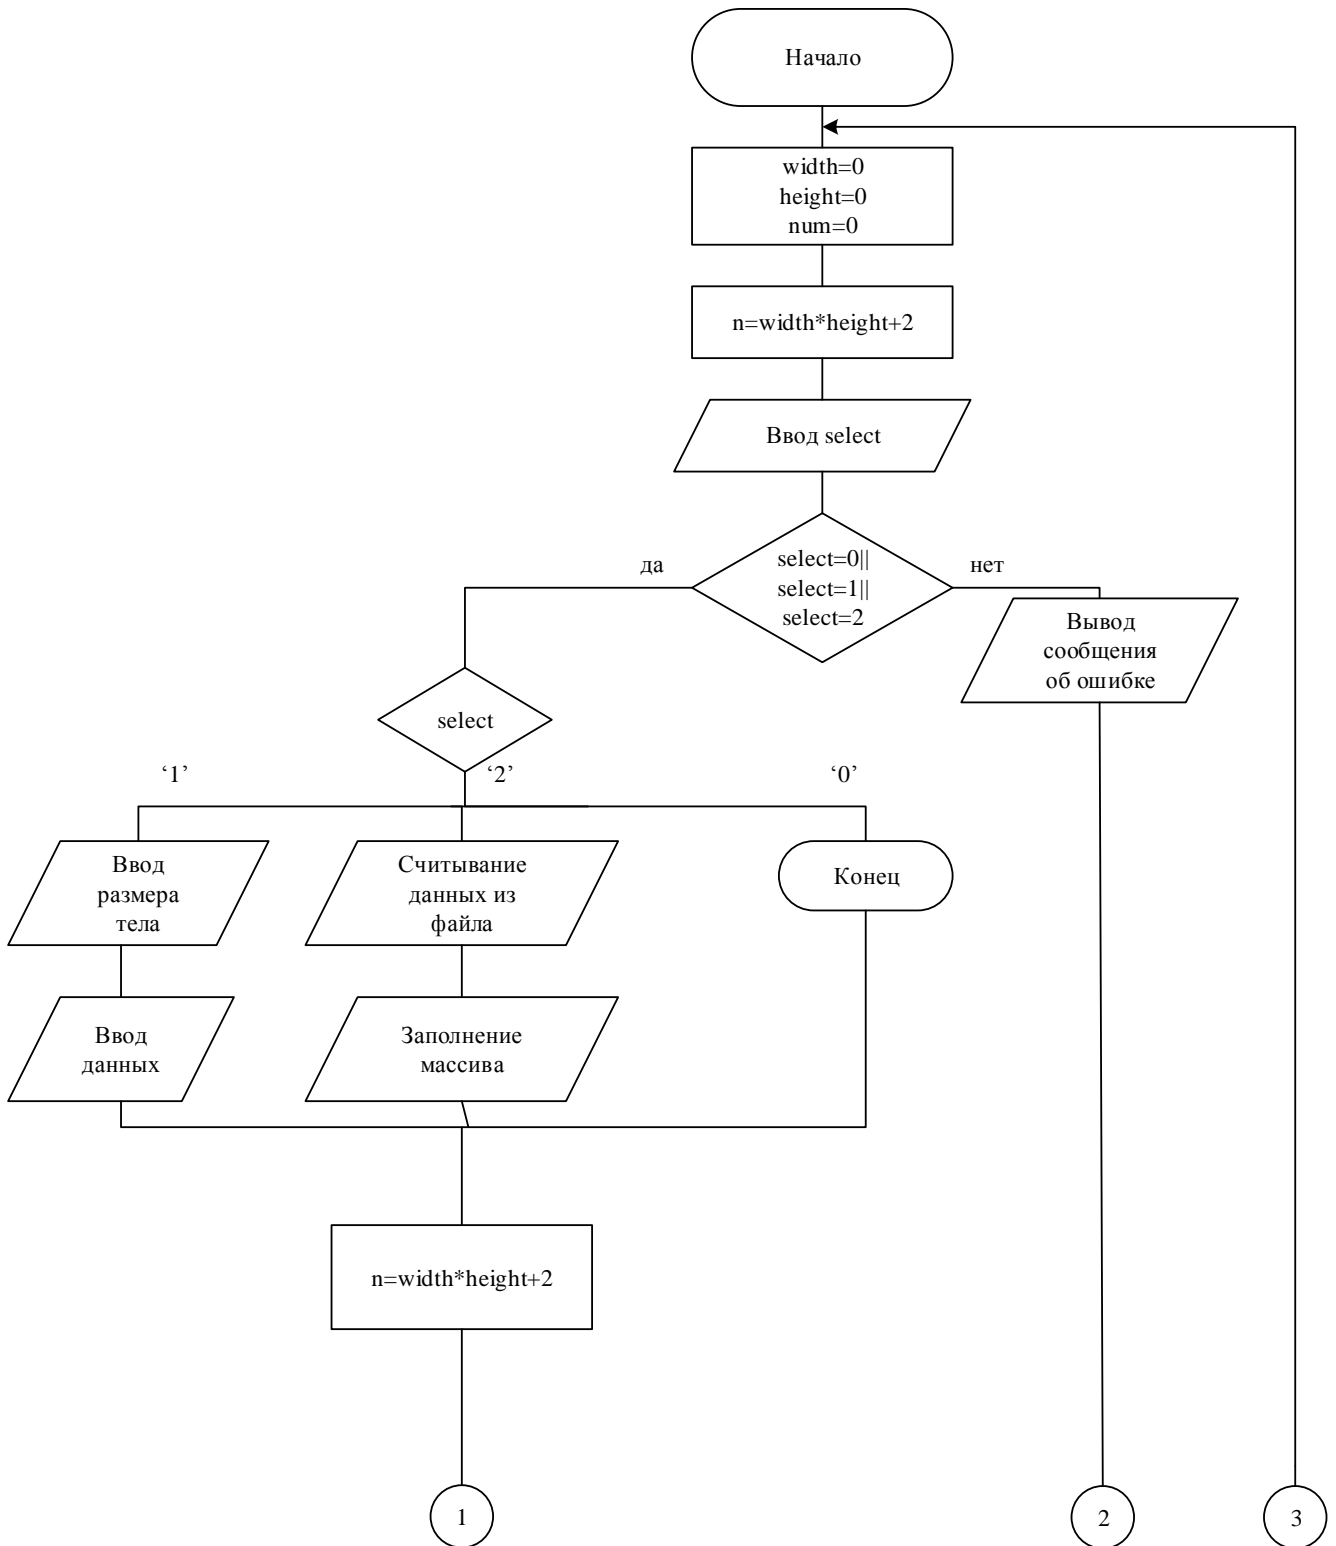 Начало
width=0
height=0
num=0
n=width*height+2
Ввод select
select=0||
select=1||
select=2
да
нет
Вывод
сообщения
об ошибке
select
‘1’
‘2’
‘0’
Ввод
размера
тела
Считывание
данных из
файла
Конец
Ввод
данных
Заполнение
массива
n=width*height+2
1
2
3